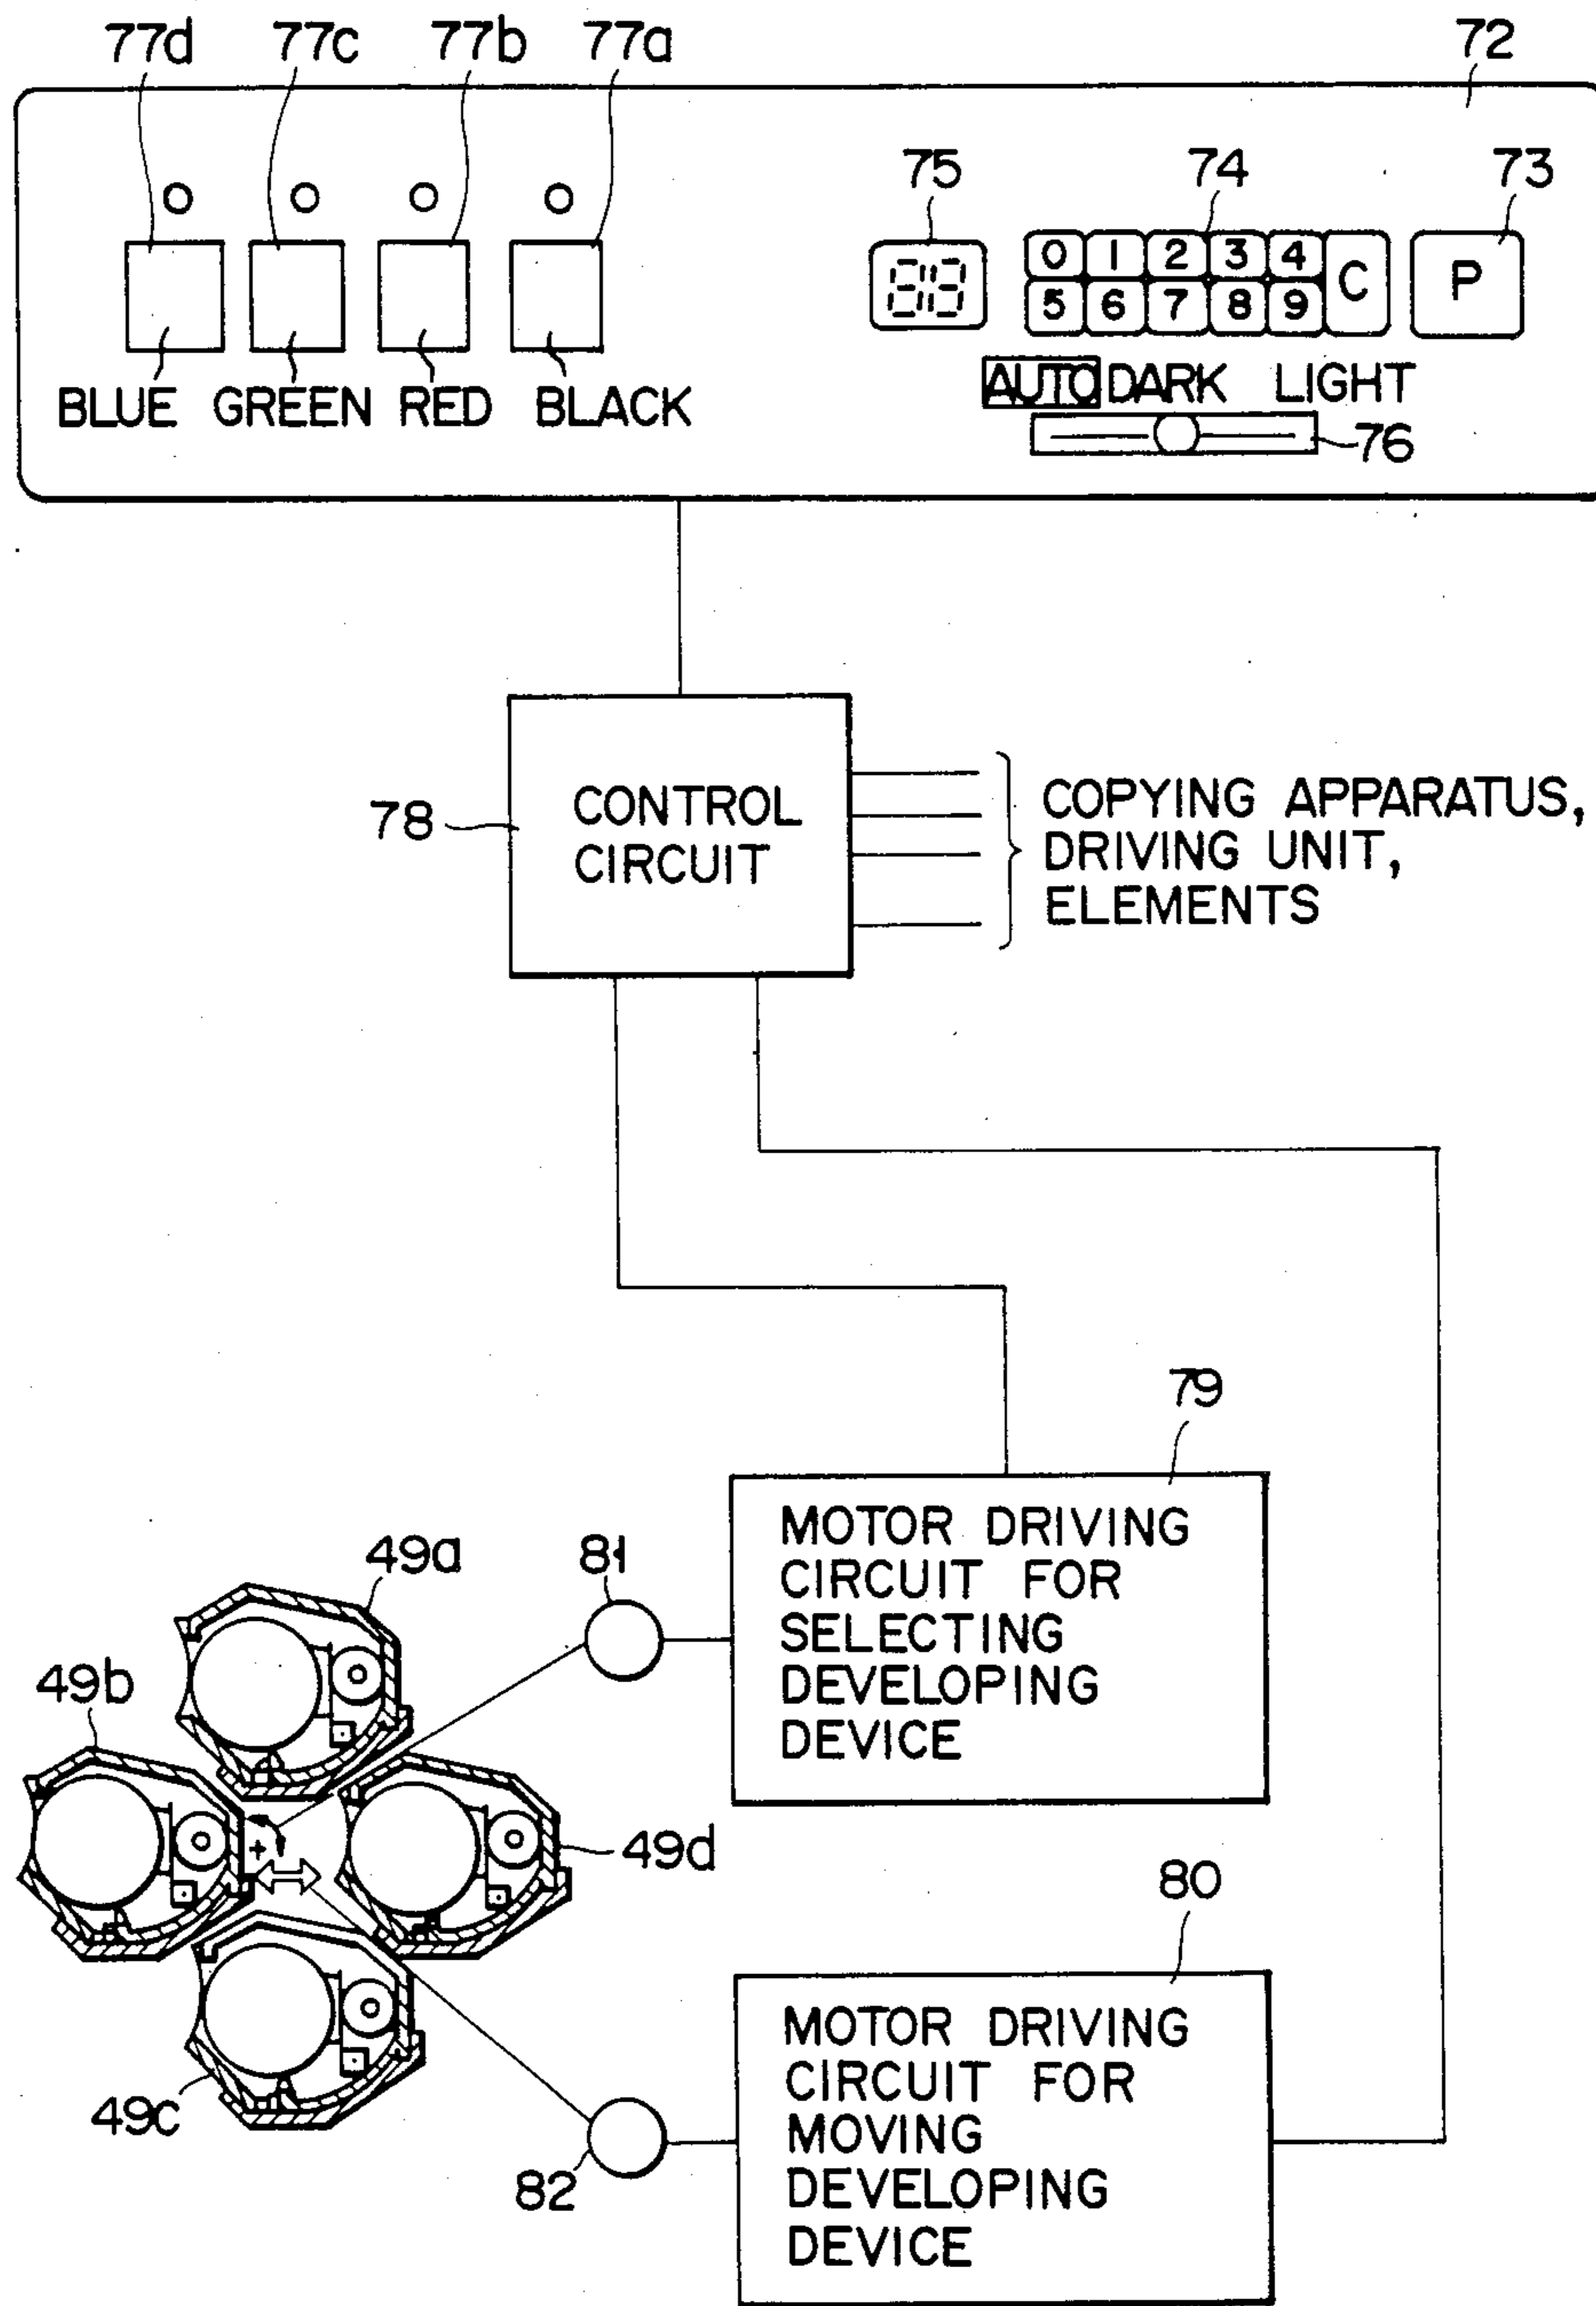 77d 77c 77b 77a 72
75 74 73
0 1 2 3 4 C P
5 6 7 8 9
88
AUTO DARK LIGHT
BLUE GREEN RED BLACK
76
78
CONTROL
CIRCUIT
COPYING APPARATUS,
DRIVING UNIT,
ELEMENTS
79
MOTOR DRIVING
CIRCUIT FOR
SELECTING
DEVELOPING
DEVICE
49a 81
49b
49d
49c
82
80
MOTOR DRIVING
CIRCUIT FOR
MOVING
DEVELOPING
DEVICE